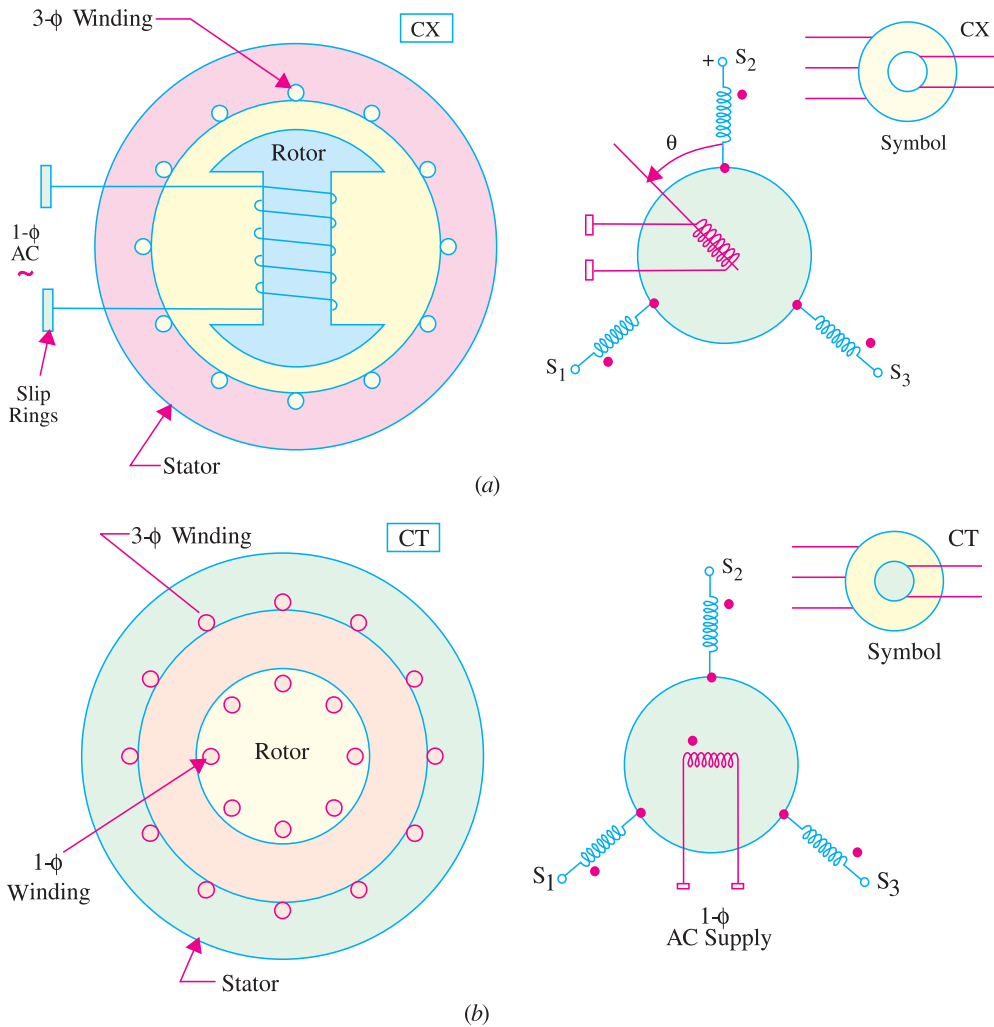 3-ϕ Winding
CX
Rotor
1-ϕ
AC
~
Slip
Rings
Stator
+ S2
θ
S1
S3
CX
Symbol
(a)
3-ϕ Winding
CT
Rotor
1-ϕ
Winding
Stator
S2
S1
S3
1-ϕ
AC Supply
CT
Symbol
(b)